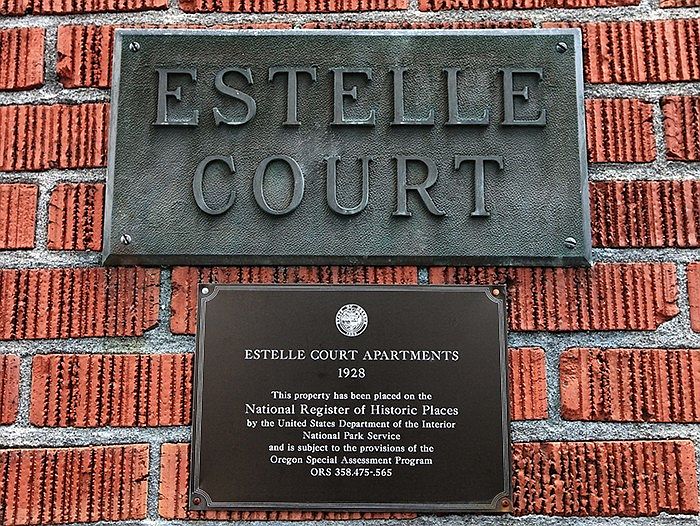 ESTELLE
COURT
ESTELLE COURT APARTMENTS
1928
This property has been placed on the
National Register of Historic Places
by the United States Department of the Interior
National Park Service
and is subject to the provisions of the
Oregon Special Assessment Program
ORS 358.475-.565